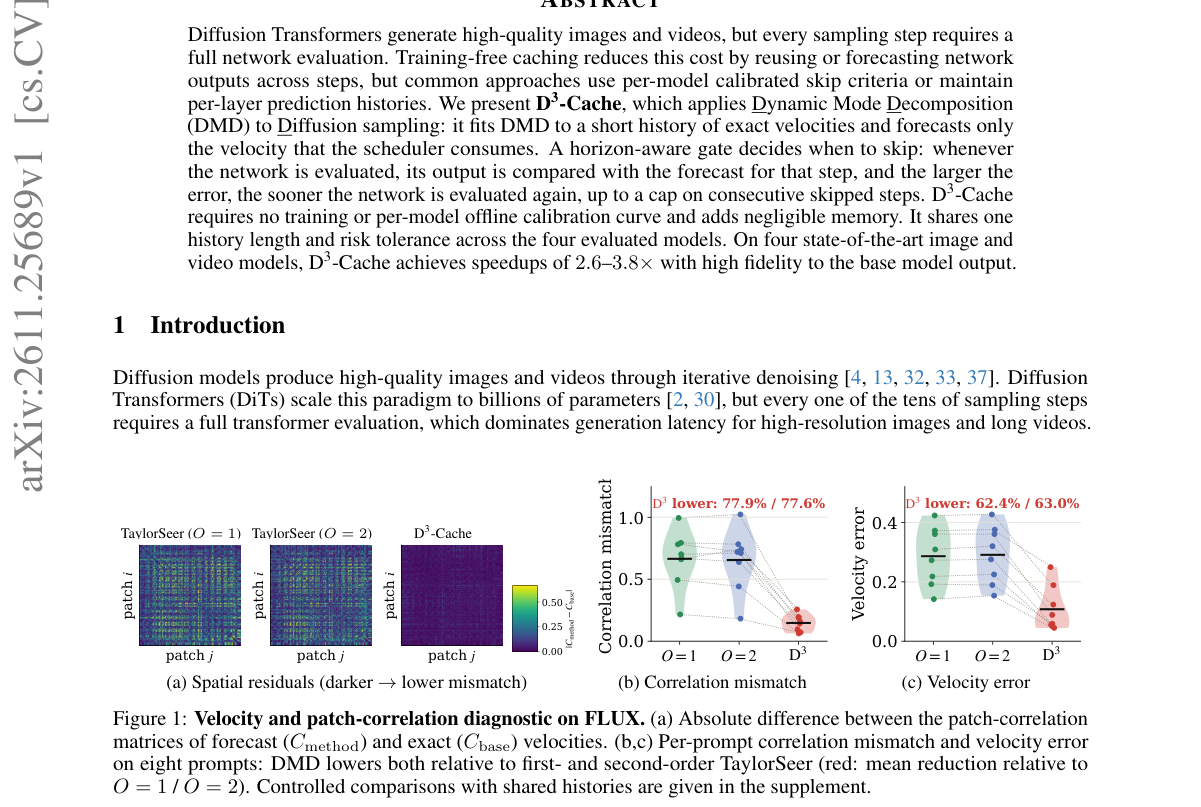 ABSTRACT
Diffusion Transformers generate high-quality images and videos, but every sampling step requires a
full network evaluation. Training-free caching reduces this cost by reusing or forecasting network
outputs across steps, but common approaches use per-model calibrated skip criteria or maintain
per-layer prediction histories. We present D³-Cache, which applies Dynamic Mode Decomposition
(DMD) to Diffusion sampling: it fits DMD to a short history of exact velocities and forecasts only
the velocity that the scheduler consumes. A horizon-aware gate decides when to skip: whenever
the network is evaluated, its output is compared with the forecast for that step, and the larger the
error, the sooner the network is evaluated again, up to a cap on consecutive skipped steps. D³-Cache
requires no training or per-model offline calibration curve and adds negligible memory. It shares one
history length and risk tolerance across the four evaluated models. On four state-of-the-art image and
video models, D³-Cache achieves speedups of 2.6–3.8× with high fidelity to the base model output.
arXiv:2611.25689v1 [cs.CV]
1 Introduction
Diffusion models produce high-quality images and videos through iterative denoising [4, 13, 32, 33, 37]. Diffusion
Transformers (DiTs) scale this paradigm to billions of parameters [2, 30], but every one of the tens of sampling steps
requires a full transformer evaluation, which dominates generation latency for high-resolution images and long videos.
TaylorSeer (O = 1)
patch i
patch j
TaylorSeer (O = 2)
patch i
patch j
D³-Cache
patch i
patch j
0.50
0.25
0.00
|C_method − C_base|
(a) Spatial residuals (darker → lower mismatch)
Correlation mismatch
D³ lower: 77.9% / 77.6%
1.0
0.5
0.0
O = 1
O = 2
D³
(b) Correlation mismatch
Velocity error
D³ lower: 62.4% / 63.0%
0.4
0.2
0.0
O = 1
O = 2
D³
(c) Velocity error
Figure 1: Velocity and patch-correlation diagnostic on FLUX. (a) Absolute difference between the patch-correlation
matrices of forecast (C_method) and exact (C_base) velocities. (b,c) Per-prompt correlation mismatch and velocity error
on eight prompts: DMD lowers both relative to first- and second-order TaylorSeer (red: mean reduction relative to
O = 1 / O = 2). Controlled comparisons with shared histories are given in the supplement.